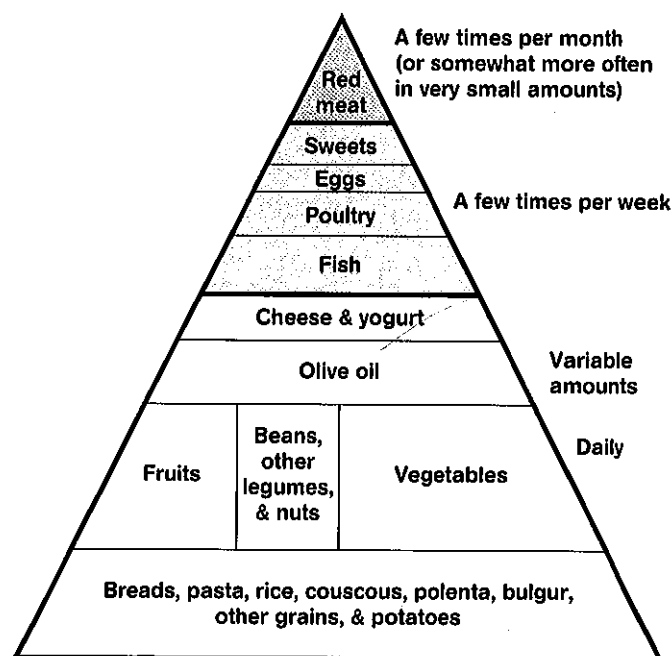 A few times per month
(or somewhat more often
in very small amounts)
Red
meat
Sweets
Eggs
A few times per week
Poultry
Fish
Cheese & yogurt
Olive oil
Variable
amounts
Daily
Fruits
Beans,
other
legumes,
& nuts
Vegetables
Breads, pasta, rice, couscous, polenta, bulgur,
other grains, & potatoes